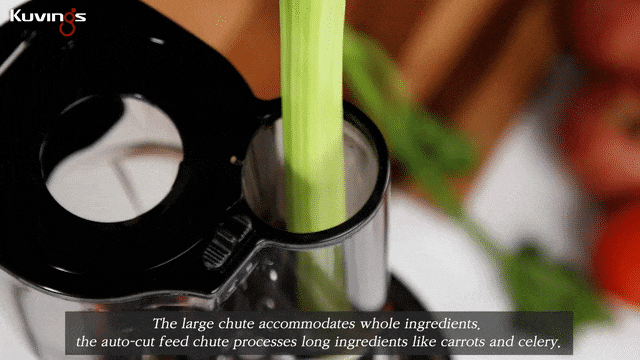 Kuvings
The large chute accommodates whole ingredients.
the auto-cut feed chute processes long ingredients like carrots and celery.